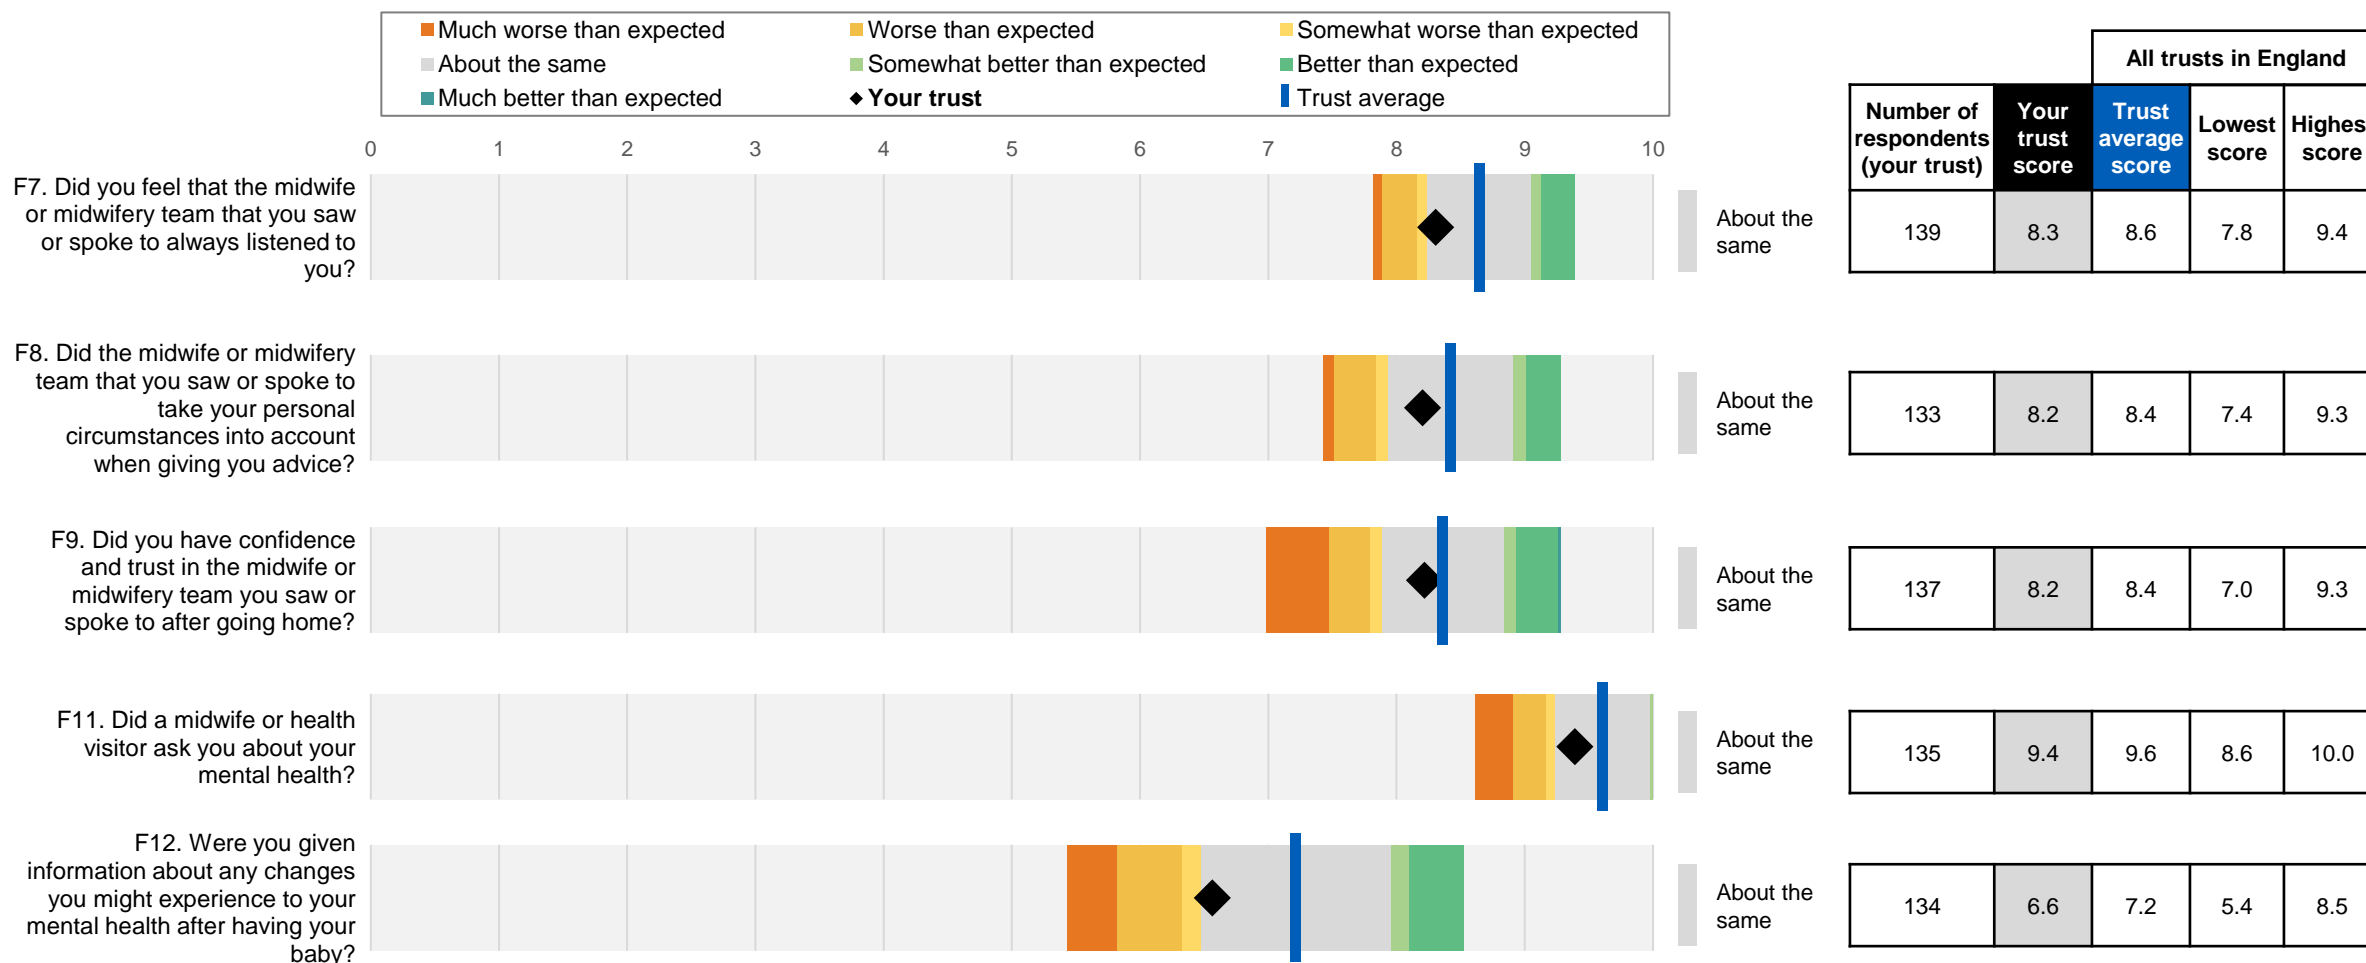 Much worse than expected
Worse than expected
Somewhat worse than expected
About the same
Somewhat better than expected
Better than expected
Much better than expected
Your trust
Trust average
All trusts in England
Number of
respondents
(your trust)
Your
trust
score
Trust
average
score
Lowest
score
Highes
score
0 1 2 3 4 5 6 7 8 9 10
F7. Did you feel that the midwife
or midwifery team that you saw
or spoke to always listened to
you?
About the
same
139 8.3 8.6 7.8 9.4
F8. Did the midwife or midwifery
team that you saw or spoke to
take your personal
circumstances into account
when giving you advice?
About the
same
133 8.2 8.4 7.4 9.3
F9. Did you have confidence
and trust in the midwife or
midwifery team you saw or
spoke to after going home?
About the
same
137 8.2 8.4 7.0 9.3
F11. Did a midwife or health
visitor ask you about your
mental health?
About the
same
135 9.4 9.6 8.6 10.0
F12. Were you given
information about any changes
you might experience to your
mental health after having your
baby?
About the
same
134 6.6 7.2 5.4 8.5